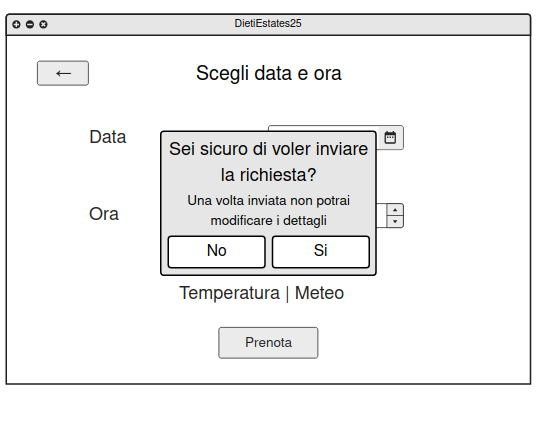 DietiEstates25
←
Scegli data e ora
Data
Sei sicuro di voler inviare
la richiesta?
Una volta inviata non potrai
modificare i dettagli
Ora
No
Si
Temperatura | Meteo
Prenota